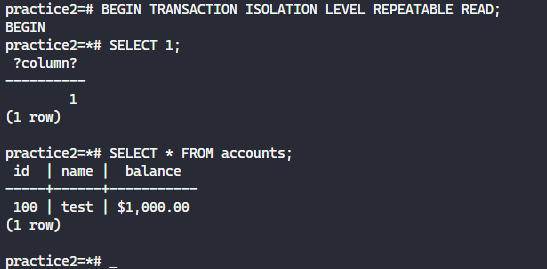 practice2=# BEGIN TRANSACTION ISOLATION LEVEL REPEATABLE READ;
BEGIN
practice2=*# SELECT 1;
 ?column?
----------
        1
(1 row)

practice2=*# SELECT * FROM accounts;
 id  | name |  balance
-----+------+-----------
 100 | test | $1,000.00
(1 row)

practice2=*# _